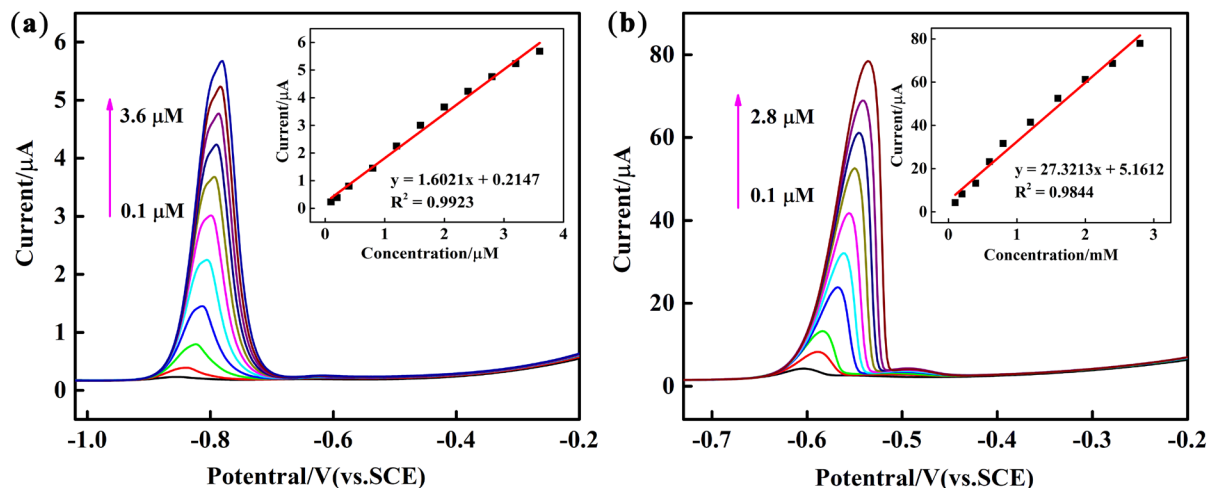 (a)
Current/μA
6
5
4
3
2
1
0
-1.0
-0.8
-0.6
-0.4
-0.2
Potentral/V(vs.SCE)
3.6 μM
0.1 μM
Current/μA
6
5
4
3
2
1
0
0
1
2
3
4
Concentration/μM
y = 1.6021x + 0.2147
R² = 0.9923
(b)
Current/μA
80
60
40
20
0
-0.7
-0.6
-0.5
-0.4
-0.3
-0.2
Potentral/V(vs.SCE)
2.8 μM
0.1 μM
Current/μA
80
60
40
20
0
0
1
2
3
Concentration/mM
y = 27.3213x + 5.1612
R² = 0.9844